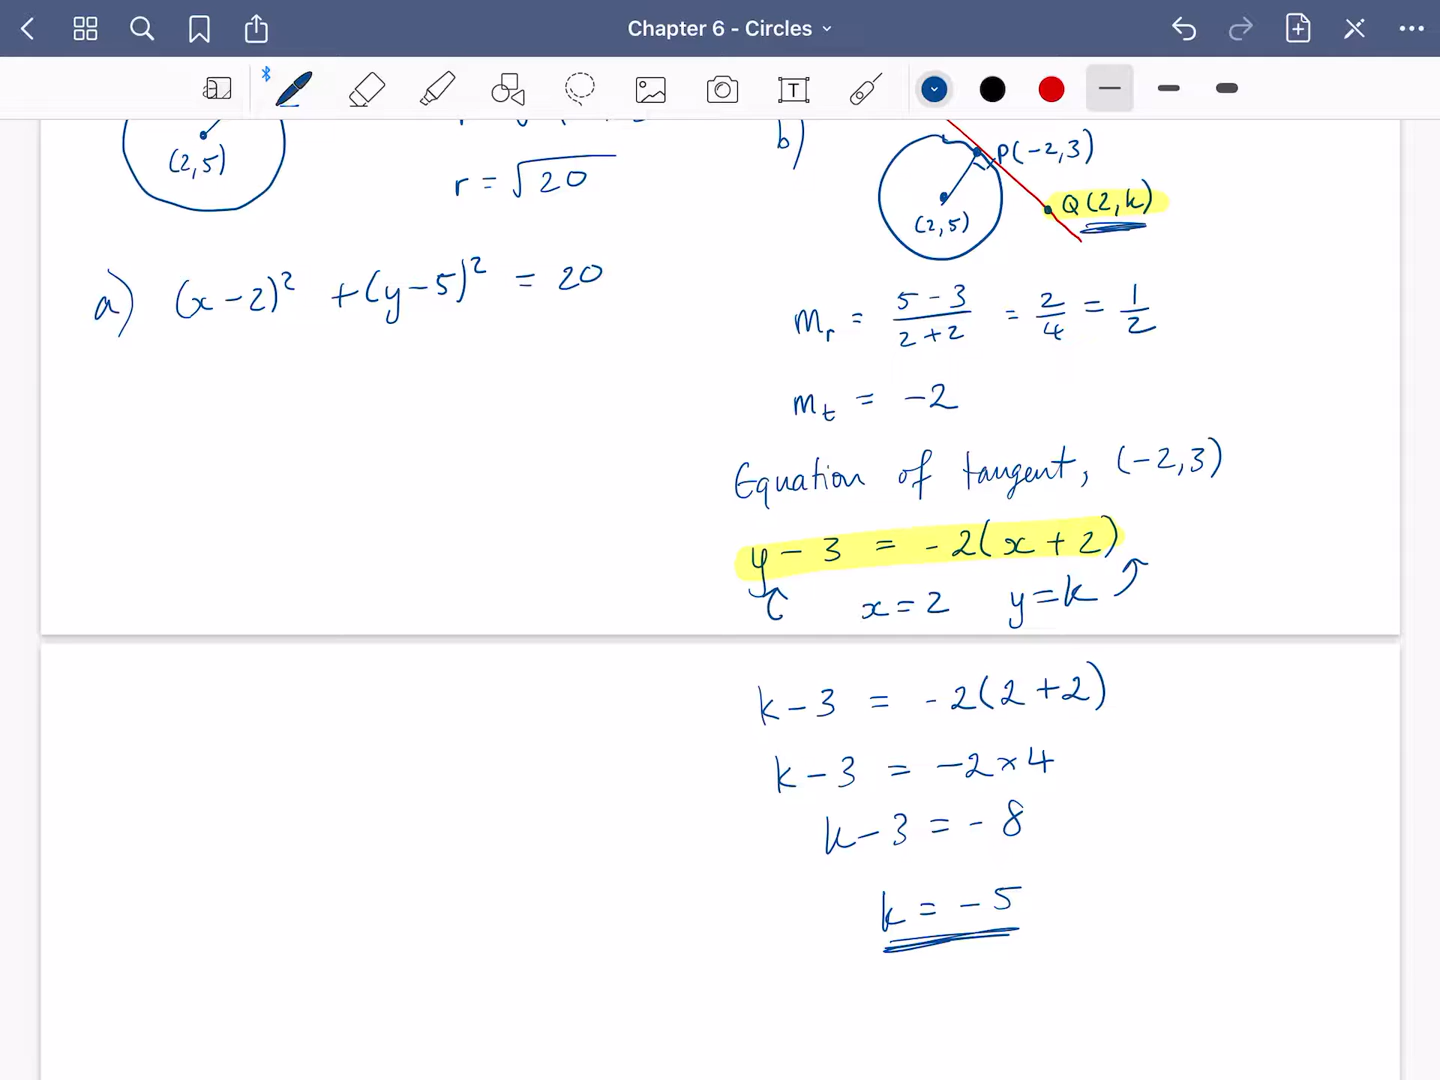 Chapter 6 - Circles
T
(2,5)
r = √20
a) (x-2)² + (y-5)² = 20
b)
P(-2,3)
Q(2,k)
(2,5)
m_r = 5-3/2+2 = 2/4 = 1/2
m_t = -2
Equation of tangent, (-2,3)
y-3 = -2(x+2)
x=2 y=k
k-3 = -2(2+2)
k-3 = -2×4
k-3 = -8
k = -5